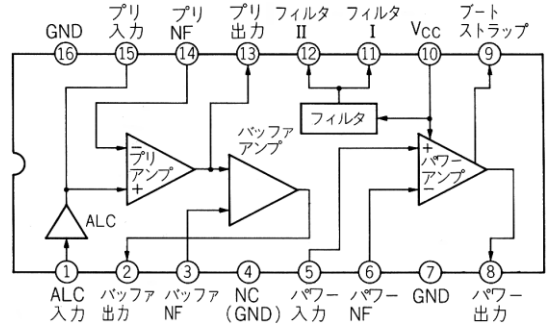 GND
プリ
入力
プリ
NF
プリ
出力
フィルタ
II
フィルタ
I
VCC
ブート
ストラップ
16
15
14
13
12
11
10
9
フィルタ
バッファ
アンプ
−
プリ
アンプ
+
+
パワー
アンプ
−
ALC
1
2
3
4
5
6
7
8
ALC
入力
バッファ
出力
バッファ
NF
NC
(GND)
パワー
入力
パワー
NF
GND
パワー
出力